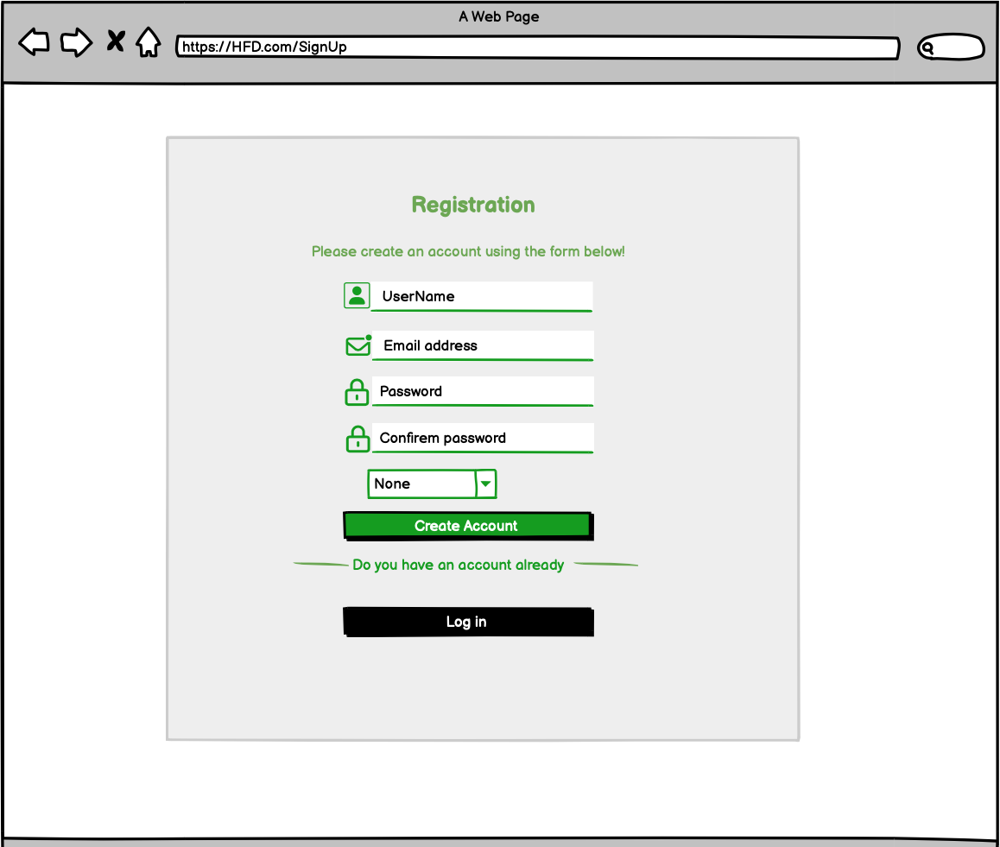 A Web Page
https://HFD.com/SignUp
Registration
Please create an account using the form below!
UserName
Email address
Password
Confirem password
None
Create Account
Do you have an account already
Log in